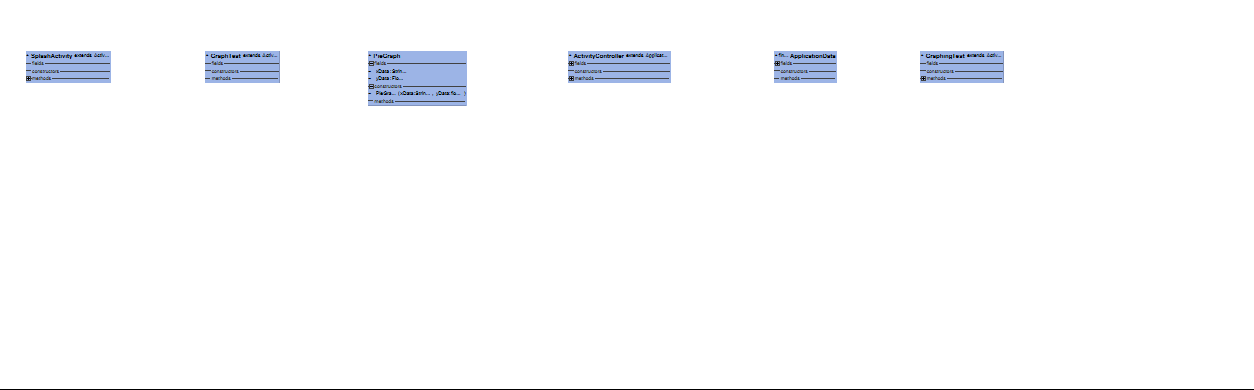 SplashActivity extends Activ...
fields
constructors
methods
GraphTest extends Activ...
fields
constructors
methods
PieGraph
fields
xData: Strin...
yData: Flo...
constructors
PieGra... (xData:Strin... , yData:flo... )
methods
ActivityController extends Applicat...
fields
constructors
methods
fin... ApplicationData
fields
constructors
methods
GraphingTest extends Activ...
fields
constructors
methods